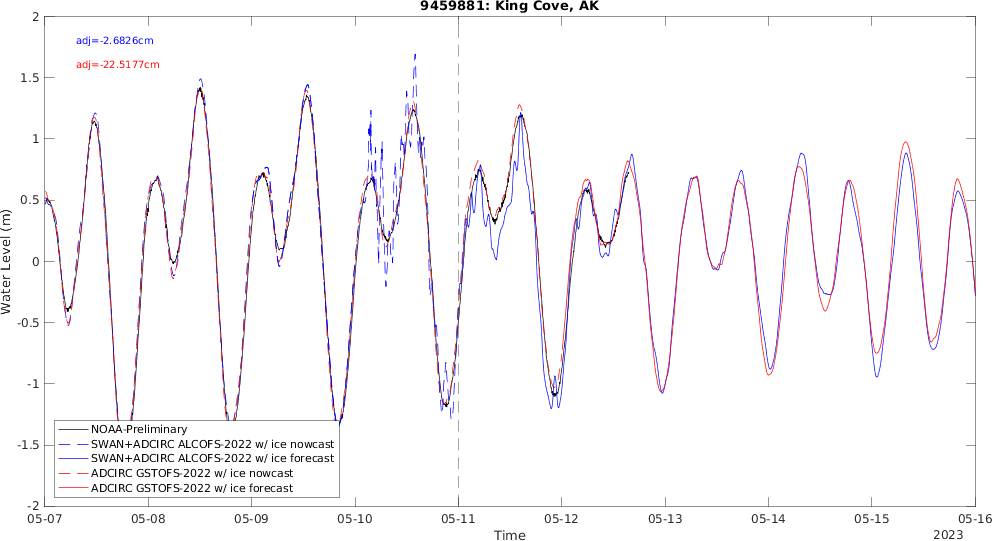 9459881: King Cove, AK
adj=-2.6826cm
adj=-22.5177cm
Water Level (m)
2
1.5
1
0.5
0
-0.5
-1
-1.5
-2
NOAA-Preliminary
SWAN+ADCIRC ALCOFS-2022 w/ ice nowcast
SWAN+ADCIRC ALCOFS-2022 w/ ice forecast
ADCIRC GSTOFS-2022 w/ ice nowcast
ADCIRC GSTOFS-2022 w/ ice forecast
05-07 05-08 05-09 05-10 05-11 05-12 05-13 05-14 05-15 05-16
Time
2023